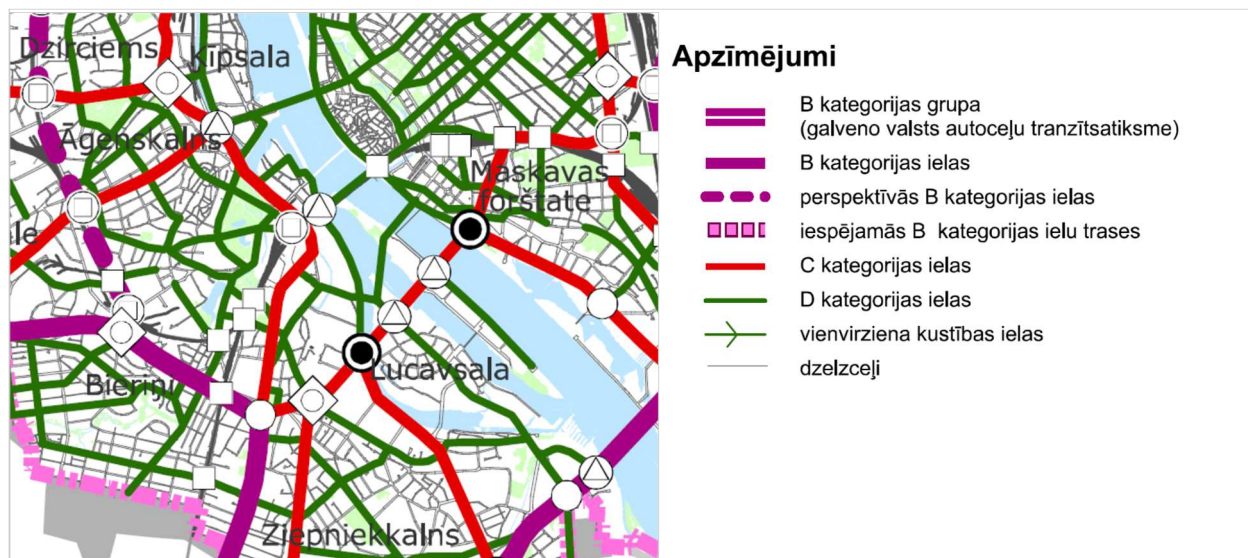 Dzirciems
Ķīpsala
Āgenskalns
Maskavas
forštate
le
Lucavsala
Bieriņi
Ziepniekkalns
Apzīmējumi
B kategorijas grupa
(galveno valsts autoceļu tranzītsatiksme)
B kategorijas ielas
perspektīvās B kategorijas ielas
iespējamās B kategorijas ielu trases
C kategorijas ielas
D kategorijas ielas
vienvirziena kustības ielas
dzelzceļi